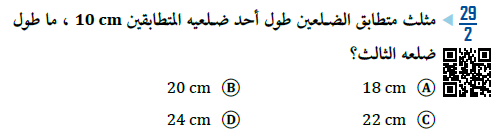 29/2 ◀ مثلث متطابق الضلعين طول أحد ضلعيه المتطابقين 10 cm ، ما طول
ضلعه الثالث؟
A 18 cm B 20 cm
C 22 cm D 24 cm